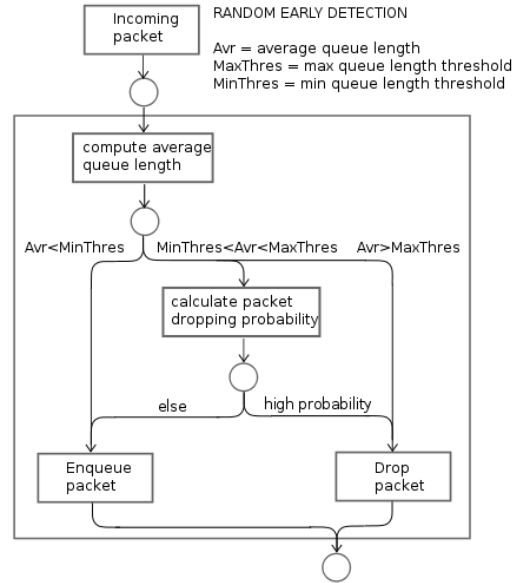 Incoming
packet
RANDOM EARLY DETECTION
Avr = average queue length
MaxThres = max queue length threshold
MinThres = min queue length threshold
compute average
queue length
Avr<MinThres
MinThres<Avr<MaxThres
Avr>MaxThres
calculate packet
dropping probability
else
high probability
Enqueue
packet
Drop
packet